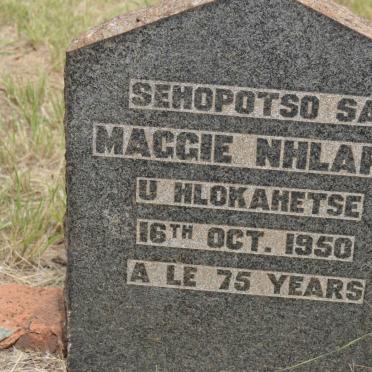 SEHOPOTSO SA
MAGGIE NHLA
U HLOKAHETSE
16TH OCT. 1950
A LE 75 YEARS